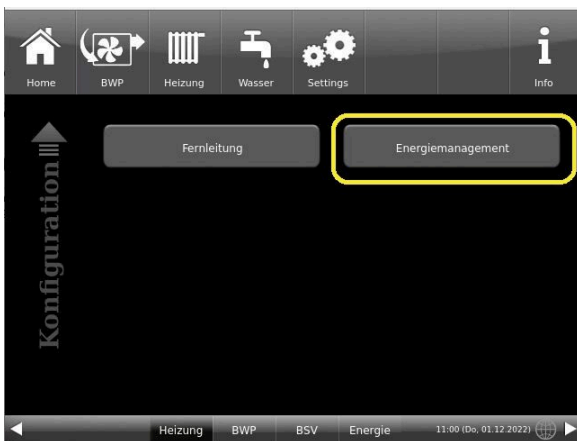 Home BWP Heizung Wasser Settings Info
Fernleitung Energiemanagement
Konfiguration
Heizung BWP BSV Energie 11:00 (Do, 01.12.2022)